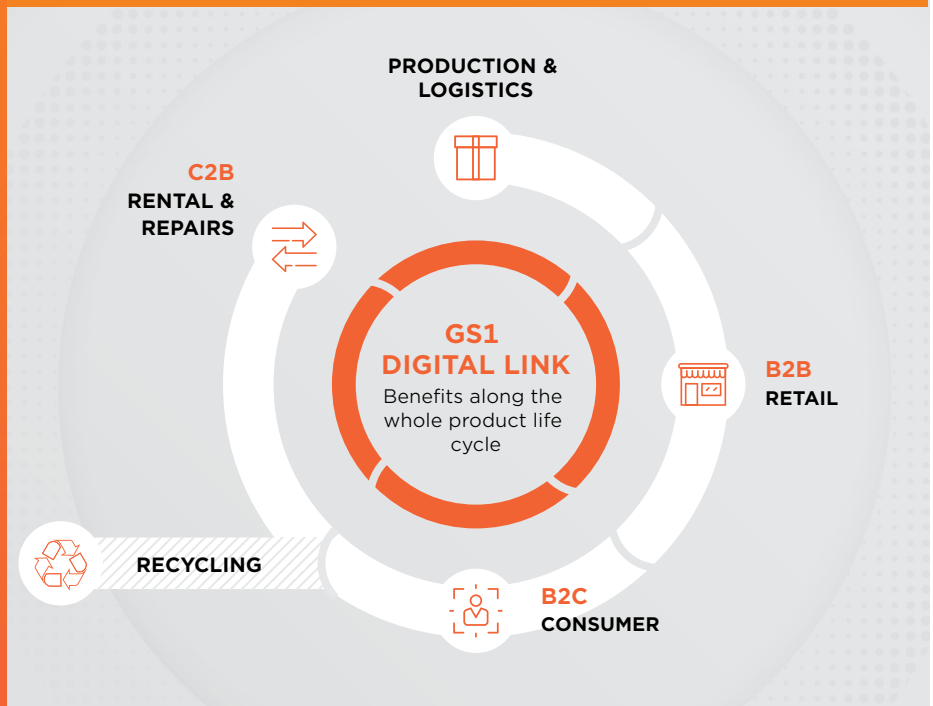 PRODUCTION &
LOGISTICS
C2B
RENTAL &
REPAIRS
GS1
DIGITAL LINK
Benefits along the
whole product life
cycle
B2B
RETAIL
RECYCLING
B2C
CONSUMER